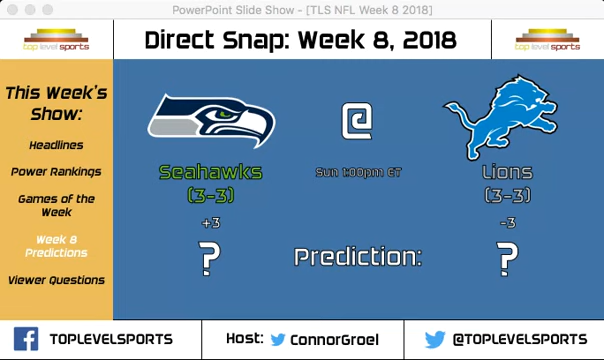 PowerPoint Slide Show - [TLS NFL Week 8 2018]
top level sports
Direct Snap: Week 8, 2018
top level sports
This Week's
Show:
Headlines
Power Rankings
Games of the
Week
Week 8
Predictions
Viewer Questions
@
Seahawks
(3-3)
+3
?
Sun 1:00pm ET
Prediction:
Lions
(3-3)
-3
?
TOPLEVELSPORTS
Host: ConnorGroel
@TOPLEVELSPORTS